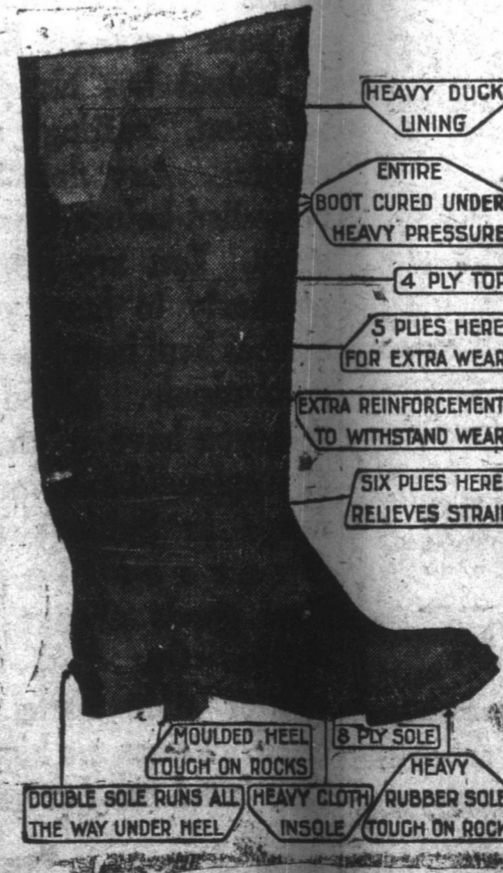 HEAVY DUCK
LINING
ENTIRE
BOOT CURED UNDER
HEAVY PRESSURE
4 PLY TOP
5 PLIES HERE
FOR EXTRA WEAR
EXTRA REINFORCEMENT
TO WITHSTAND WEAR
SIX PLIES HERE
RELIEVES STRAIN
MOULDED HEEL
TOUGH ON ROCKS
8 PLY SOLE
DOUBLE SOLE RUNS ALL
THE WAY UNDER HEEL
HEAVY CLOTH
INSOLE
HEAVY
RUBBER SOLE
TOUGH ON ROCK